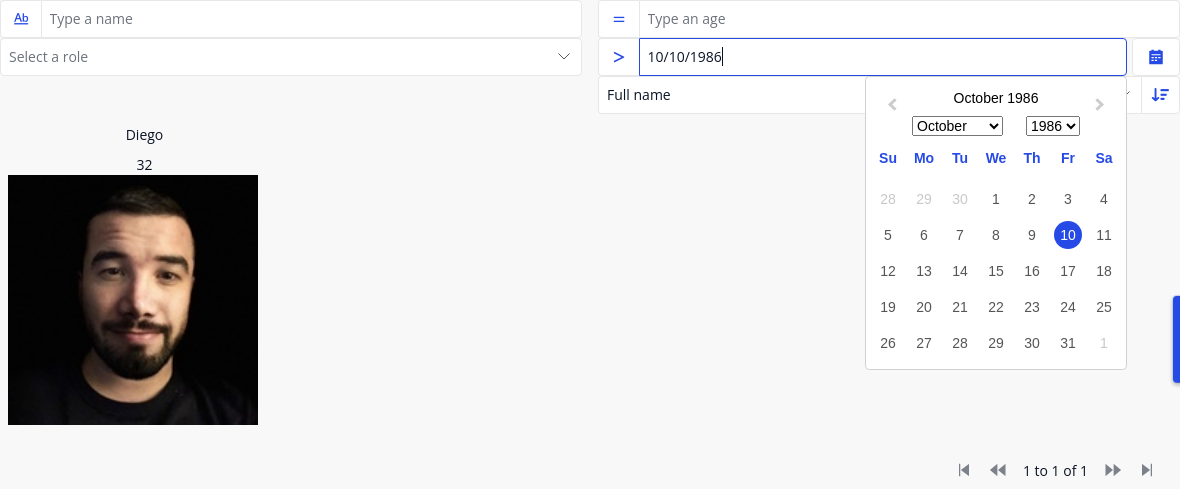 Ab Type a name
= Type an age
Select a role
> 10/10/1986
Full name
October 1986
October 1986
Su Mo Tu We Th Fr Sa
28 29 30 1 2 3 4
5 6 7 8 9 10 11
12 13 14 15 16 17 18
19 20 21 22 23 24 25
26 27 28 29 30 31 1
Diego
32
1 to 1 of 1